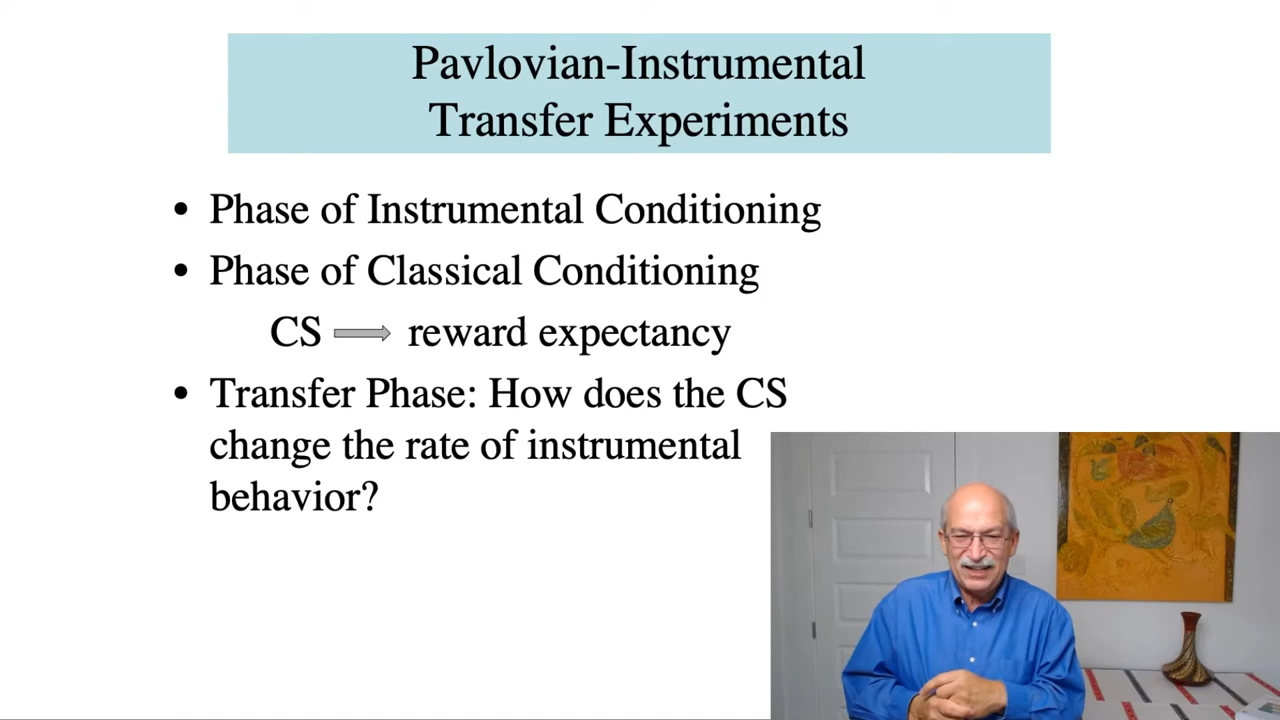 Pavlovian-Instrumental
Transfer Experiments
• Phase of Instrumental Conditioning
• Phase of Classical Conditioning
CS reward expectancy
• Transfer Phase: How does the CS
change the rate of instrumental
behavior?